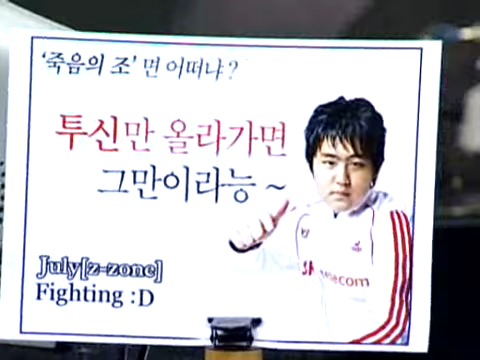 '죽음의 조' 면 어떠냐?
투신만 올라가면
그만이라능 ~
July[z-zone]
Fighting :D